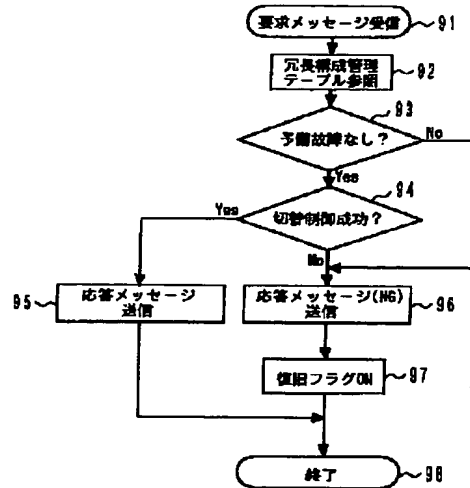 要求メッセージ受信
91
冗長構成管理
テーブル参照
92
93
予備故障なし?
No
Yes
94
切替制御成功?
Yes
No
95
応答メッセージ
送信
応答メッセージ(NG)
送信
96
復旧フラグON
97
終了
98